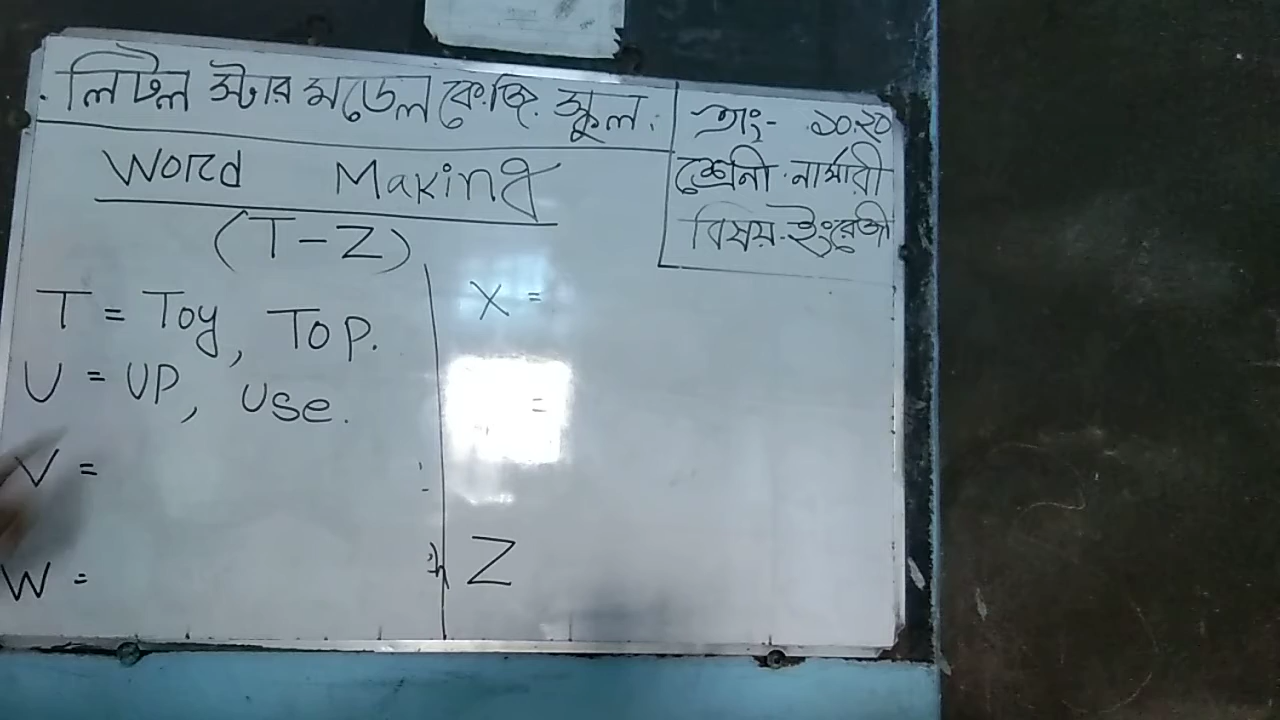 লিটল স্টার মডেল কে.জি. স্কুল.
তাং- ১০.২০
শ্রেনী. নার্সারী
বিষয়. ইংরেজী
Word Making
(T-Z)
T = Toy, Top.
U = UP, Use.
V =
W =
X =
=
Z